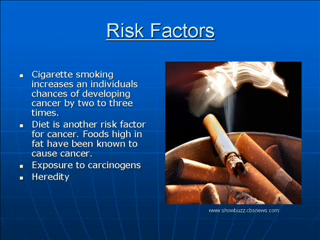 Risk Factors
Cigarette smoking
increases an individuals
chances of developing
cancer by two to three
times.
Diet is another risk factor
for cancer. Foods high in
fat have been known to
cause cancer.
Exposure to carcinogens
Heredity
www.showbuzz.cbsnews.com